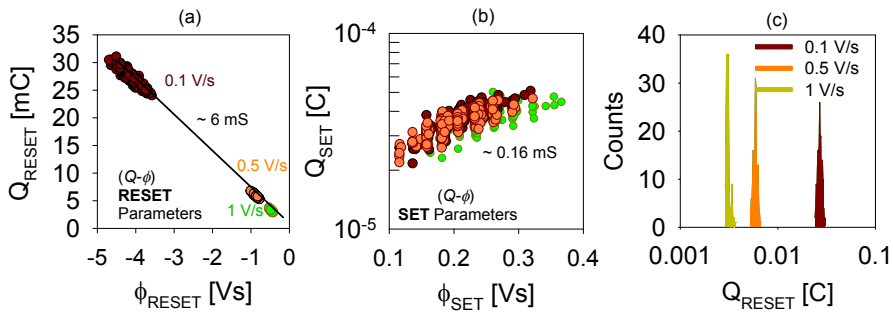 (a)
35
30
25
20
15
10
5
0
Q_RESET [mC]
0.1 V/s
~ 6 mS
0.5 V/s
1 V/s
(Q-ϕ)
RESET
Parameters
-5 -4 -3 -2 -1 0
ϕ_RESET [Vs]
(b)
10^-4
10^-5
Q_SET [C]
~ 0.16 mS
(Q-ϕ)
SET Parameters
0.1 0.2 0.3 0.4
ϕ_SET [Vs]
(c)
40
30
20
10
0
Counts
0.1 V/s
0.5 V/s
1 V/s
0.001 0.01 0.1
Q_RESET [C]